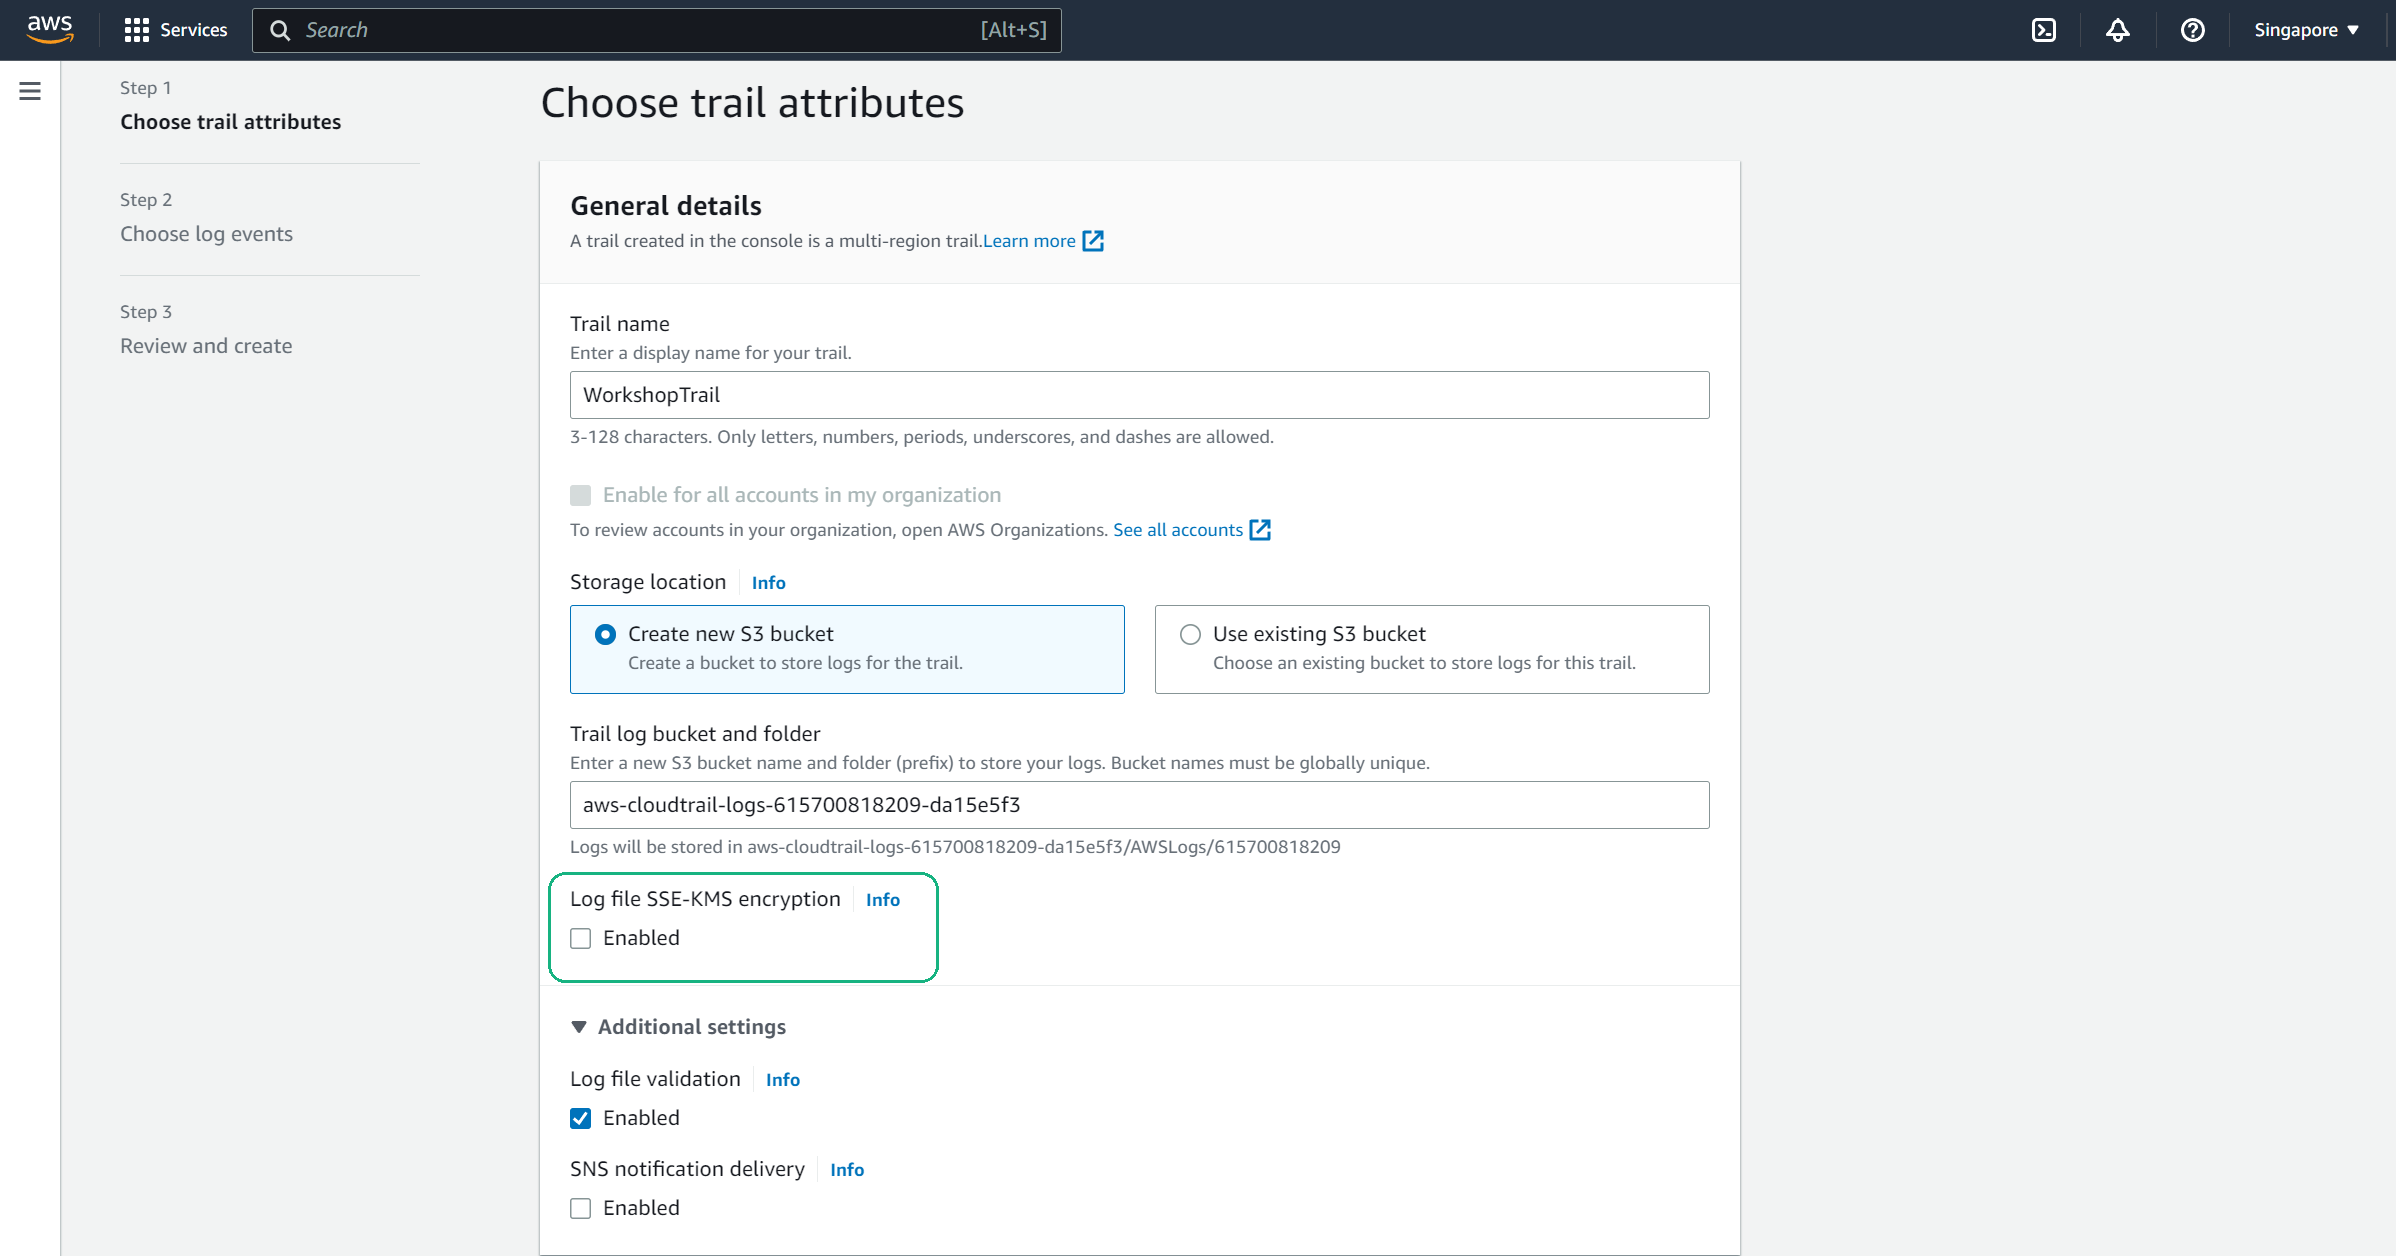 aws
Services
Search
[Alt+S]
Singapore
Step 1
Choose trail attributes
Step 2
Choose log events
Step 3
Review and create
Choose trail attributes
General details
A trail created in the console is a multi-region trail.Learn more
Trail name
Enter a display name for your trail.
WorkshopTrail
3-128 characters. Only letters, numbers, periods, underscores, and dashes are allowed.
Enable for all accounts in my organization
To review accounts in your organization, open AWS Organizations. See all accounts
Storage location Info
Create new S3 bucket
Create a bucket to store logs for the trail.
Use existing S3 bucket
Choose an existing bucket to store logs for this trail.
Trail log bucket and folder
Enter a new S3 bucket name and folder (prefix) to store your logs. Bucket names must be globally unique.
aws-cloudtrail-logs-615700818209-da15e5f3
Logs will be stored in aws-cloudtrail-logs-615700818209-da15e5f3/AWSLogs/615700818209
Log file SSE-KMS encryption Info
Enabled
Additional settings
Log file validation Info
Enabled
SNS notification delivery Info
Enabled